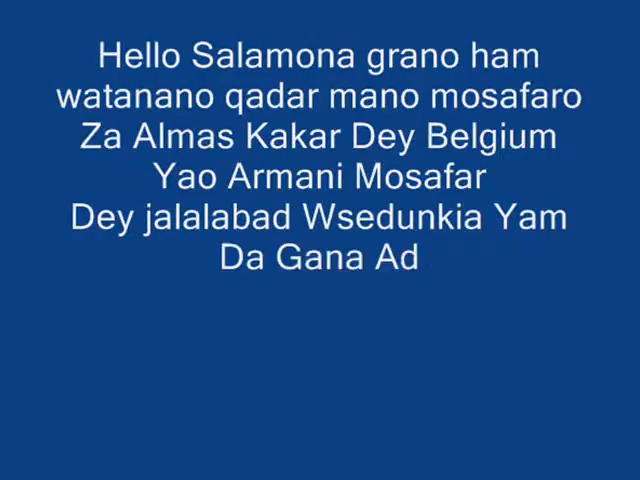 Hello Salamona grano ham
watanano qadar mano mosafaro
Za Almas Kakar Dey Belgium
Yao Armani Mosafar
Dey jalalabad Wsedunkia Yam
Da Gana Ad